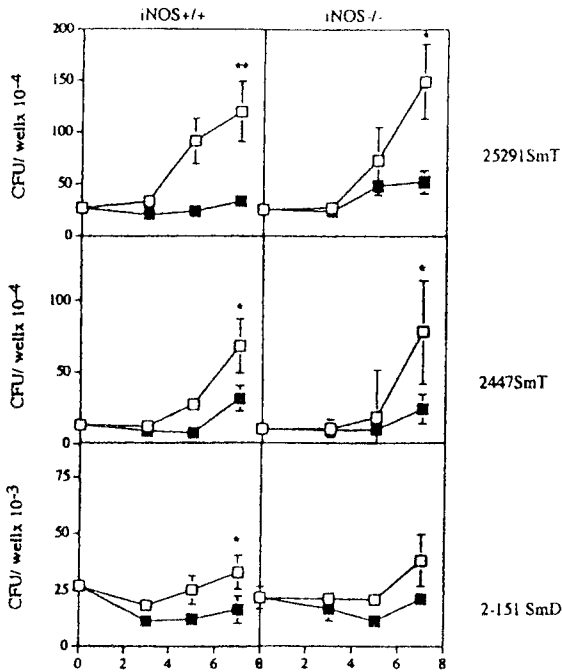 iNOS+/+ iNOS-/-
CFU/ wellx 10-4
200
150
100
50
0
** *
25291SmT
CFU/ wellx 10-4
100
50
0
* *
2447SmT
CFU/ wellx 10-3
75
50
25
0
*
2-151 SmD
0 2 4 6 0 2 4 6 8